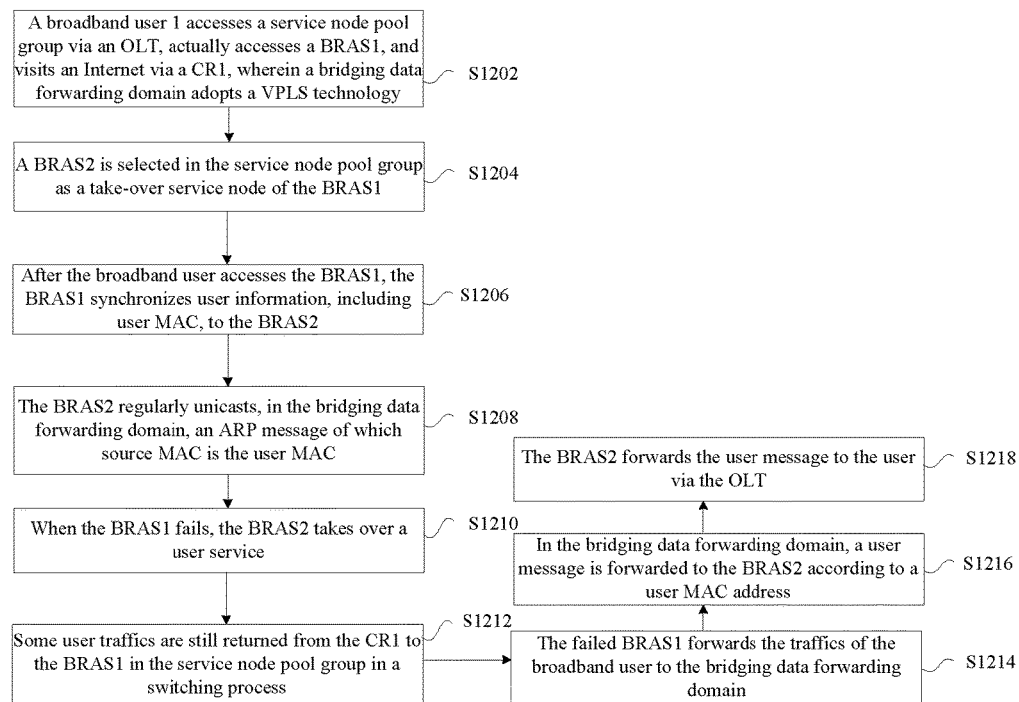 A broadband user 1 accesses a service node pool
group via an OLT, actually accesses a BRAS1, and
visits an Internet via a CR1, wherein a bridging data
forwarding domain adopts a VPLS technology
S1202
A BRAS2 is selected in the service node pool group
as a take-over service node of the BRAS1
S1204
After the broadband user accesses the BRAS1, the
BRAS1 synchronizes user information, including
user MAC, to the BRAS2
S1206
The BRAS2 regularly unicasts, in the bridging data
forwarding domain, an ARP message of which
source MAC is the user MAC
S1208
When the BRAS1 fails, the BRAS2 takes over a
user service
S1210
Some user traffics are still returned from the CR1 to
the BRAS1 in the service node pool group in a
switching process
S1212
The failed BRAS1 forwards the traffics of the
broadband user to the bridging data forwarding
domain
S1214
In the bridging data forwarding domain, a user
message is forwarded to the BRAS2 according to a
user MAC address
S1216
The BRAS2 forwards the user message to the user
via the OLT
S1218